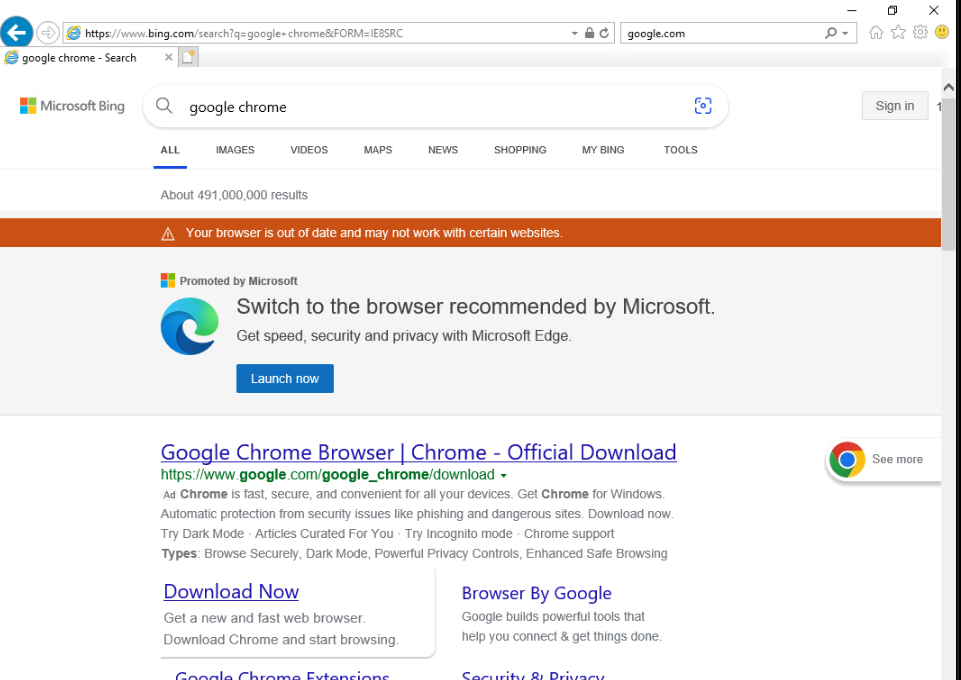 https://www.bing.com/search?q=google+chrome&FORM=IE8SRC
google.com
google chrome - Search
Microsoft Bing
google chrome
Sign in
ALL IMAGES VIDEOS MAPS NEWS SHOPPING MY BING TOOLS
About 491,000,000 results
Your browser is out of date and may not work with certain websites.
Promoted by Microsoft
Switch to the browser recommended by Microsoft.
Get speed, security and privacy with Microsoft Edge.
Launch now
Google Chrome Browser | Chrome - Official Download
https://www.google.com/google_chrome/download
See more
Ad Chrome is fast, secure, and convenient for all your devices. Get Chrome for Windows.
Automatic protection from security issues like phishing and dangerous sites. Download now.
Try Dark Mode · Articles Curated For You · Try Incognito mode · Chrome support
Types: Browse Securely, Dark Mode, Powerful Privacy Controls, Enhanced Safe Browsing
Download Now
Get a new and fast web browser.
Download Chrome and start browsing.
Browser By Google
Google builds powerful tools that
help you connect & get things done.
Google Chrome Extensions
Security & Privacy